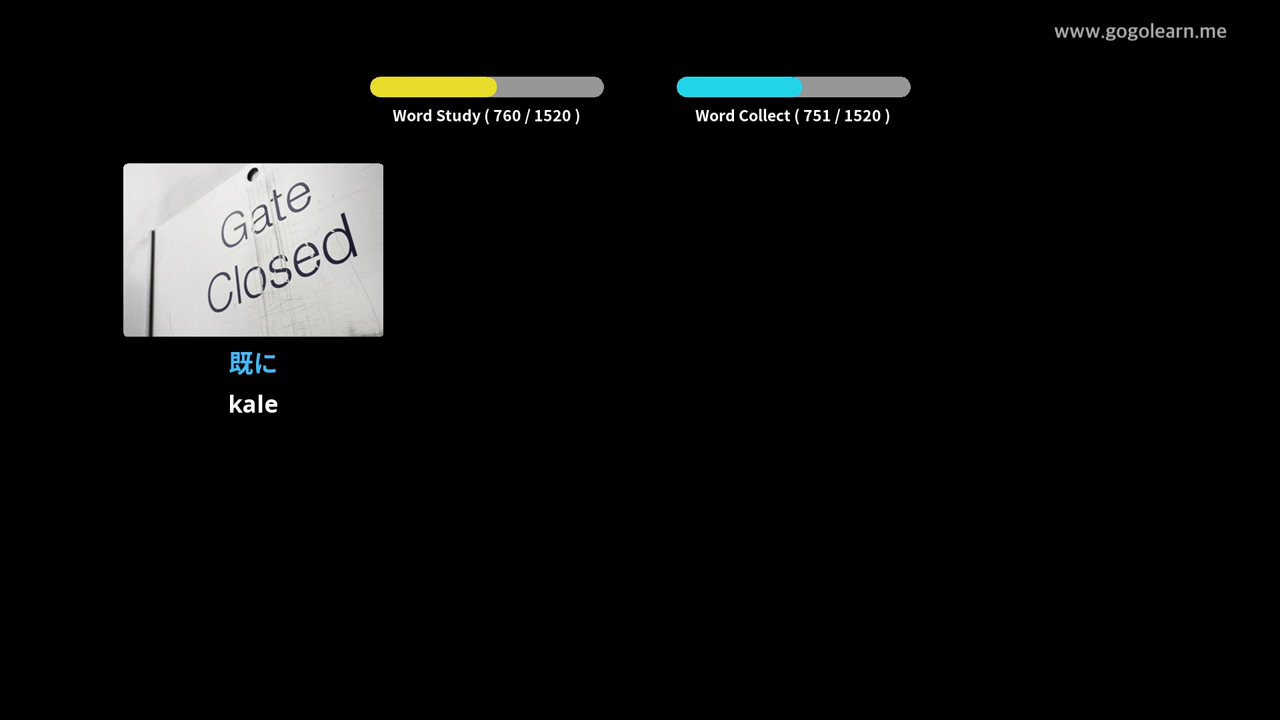 www.gogolearn.me
Word Study ( 760 / 1520 )
Word Collect ( 751 / 1520 )
Gate
Closed
既に
kale